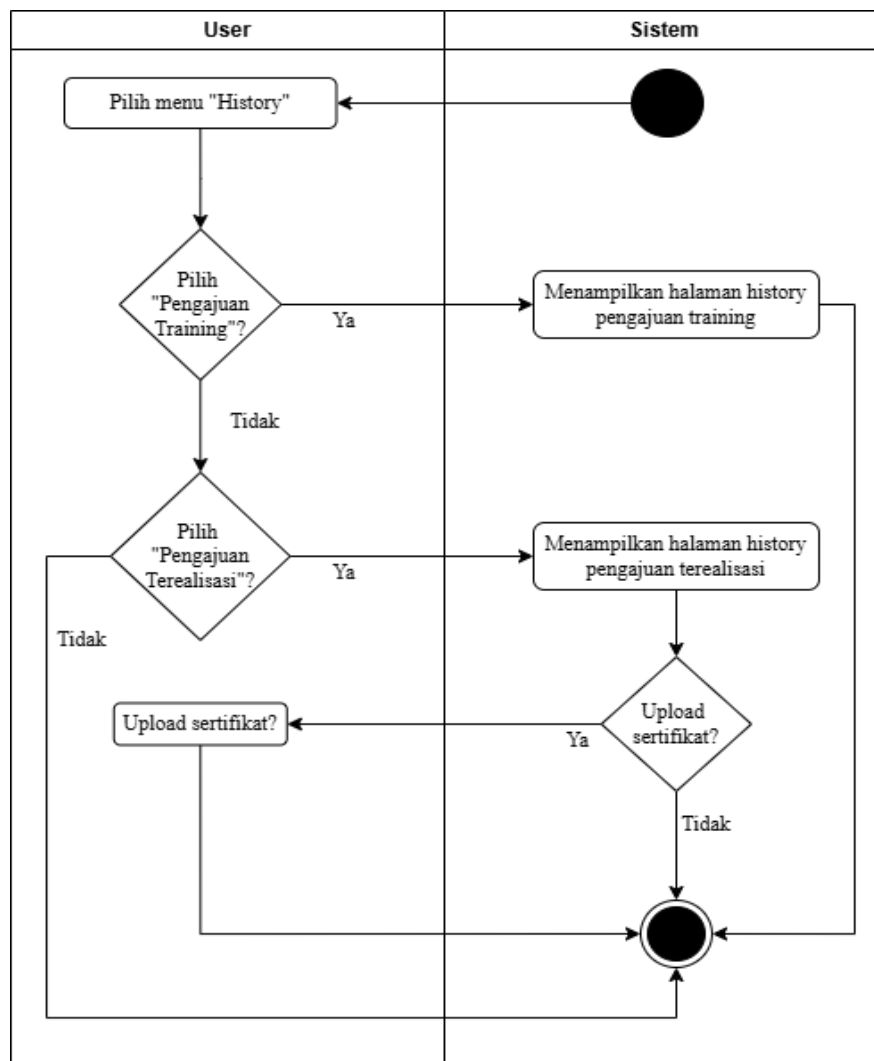 User
Sistem
Pilih menu "History"
Pilih
"Pengajuan
Training"?
Ya
Menampilkan halaman history
pengajuan training
Tidak
Pilih
"Pengajuan
Terealisasi"?
Ya
Menampilkan halaman history
pengajuan terealisasi
Tidak
Upload sertifikat?
Ya
Upload
sertifikat?
Tidak